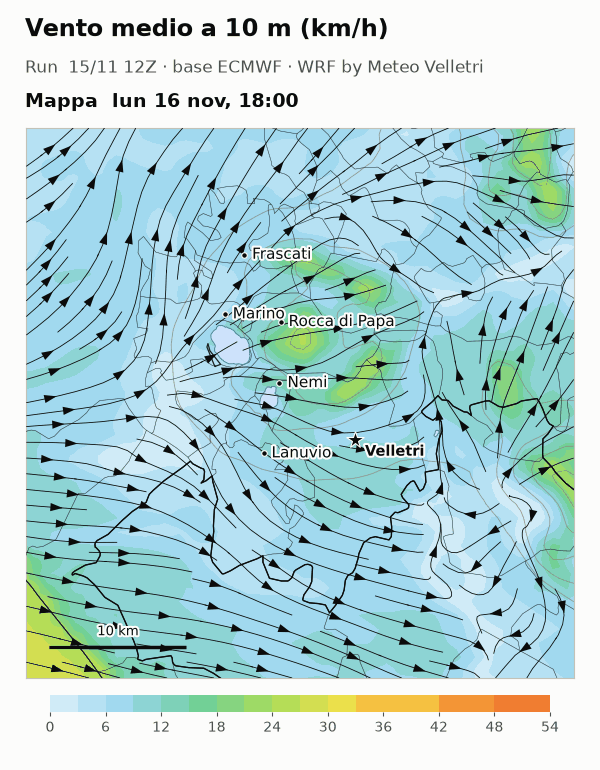 Vento medio a 10 m (km/h)
Run  15/11 12Z · base ECMWF · WRF by Meteo Velletri
Mappa  lun 16 nov, 18:00
Frascati
Marino
Rocca di Papa
Nemi
Velletri
Lanuvio
10 km
0 6 12 18 24 30 36 42 48 54